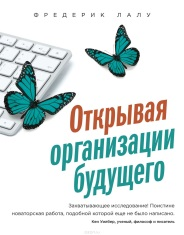 ФРЕДЕРИК ЛАЛУ
Открывая
организации
будущего
Захватывающее исследование! Поистине
новаторская работа, подобной которой еще не было написано.
Кен Уилбер, ученый, философ и писатель